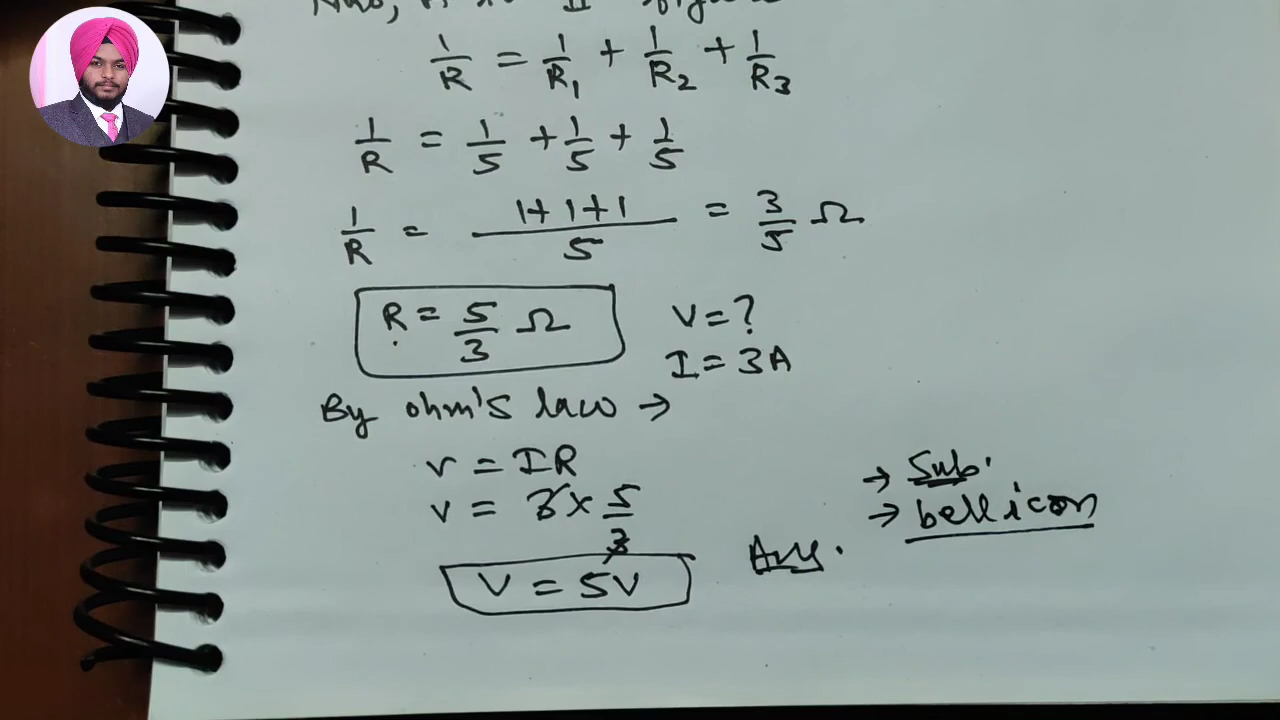 1/R = 1/R₁ + 1/R₂ + 1/R₃
1/R = 1/5 + 1/5 + 1/5
1/R = 1+1+1/5 = 3/5 Ω
R = 5/3 Ω
V = ?
I = 3A
By ohm's law →
V = IR
V = 3 × 5/3
V = 5V
Ans.
→ Sub.
→ bell icon